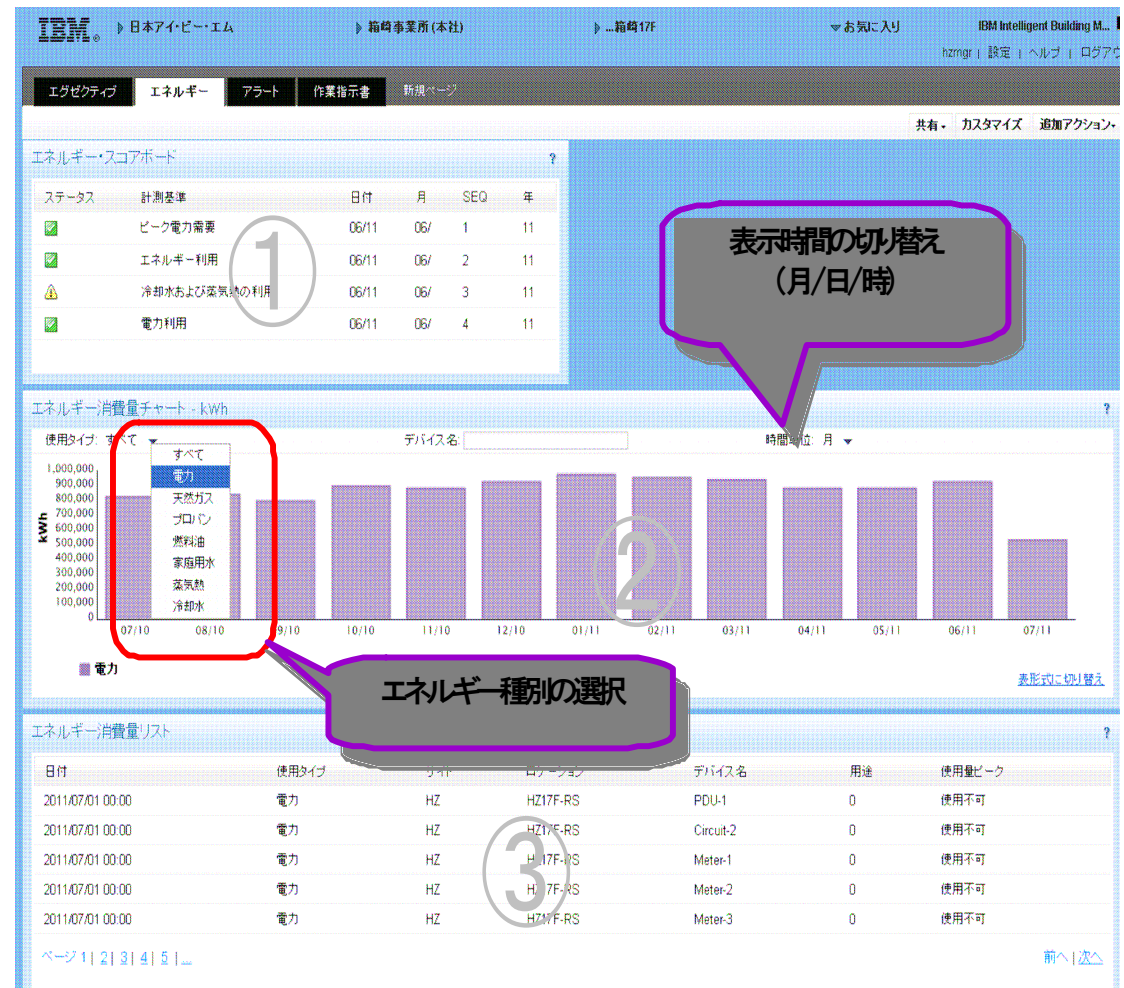 IBM ® 日本アイ・ビー・エム 箱崎事業所 (本社) ...箱崎17F お気に入り IBM Intelligent Building M...
hzmgr | 設定 | ヘルプ |
エグゼクティブ エネルギー アラート 作業指示書 新規ページ
共有 カスタマイズ 追加アクション
エネルギー・スコアボード ?
ステータス 計測基準 日付 月 SEQ 年
ピーク電力需要 06/11 06/ 1 11
エネルギー利用 06/11 06/ 2 11
冷却水および蒸気熱の利用 06/11 06/ 3 11
電力利用 06/11 06/ 4 11
①
表示時間の切り替え
(月/日/時)
エネルギー消費量チャート - kWh ?
使用タイプ: すべて デバイス名: 時間単位: 月
すべて
電力
天然ガス
プロパン
燃料油
家庭用水
蒸気熱
冷却水
kWh
1,000,000
900,000
800,000
700,000
600,000
500,000
400,000
300,000
200,000
100,000
0
07/10 08/10 09/10 10/10 11/10 12/10 01/11 02/11 03/11 04/11 05/11 06/11 07/11
②
電力
表形式に切り替え
エネルギー種別の選択
エネルギー消費量リスト ?
日付 使用タイプ サイト ロケーション デバイス名 用途 使用量ピーク
2011/07/01 00:00 電力 HZ HZ17F-RS PDU-1 0 使用不可
2011/07/01 00:00 電力 HZ HZ17F-RS Circuit-2 0 使用不可
2011/07/01 00:00 電力 HZ HZ17F-RS Meter-1 0 使用不可
2011/07/01 00:00 電力 HZ HZ17F-RS Meter-2 0 使用不可
2011/07/01 00:00 電力 HZ HZ17F-RS Meter-3 0 使用不可
③
ページ 1 | 2 | 3 | 4 | 5 | ... 前へ | 次へ